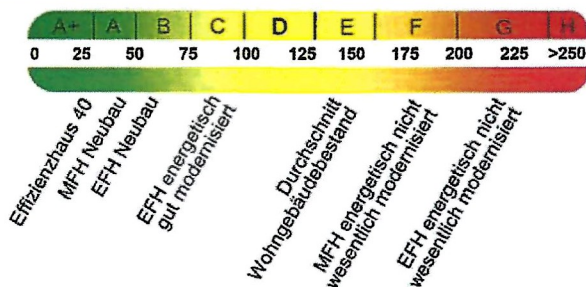 A+ A B C D E F G H
0 25 50 75 100 125 150 175 200 225 >250
Effizienzhaus 40
MFH Neubau
EFH Neubau
EFH energetisch
gut modernisiert
Durchschnitt
Wohngebäudebestand
MFH energetisch nicht
wesentlich modernisiert
EFH energetisch nicht
wesentlich modernisiert